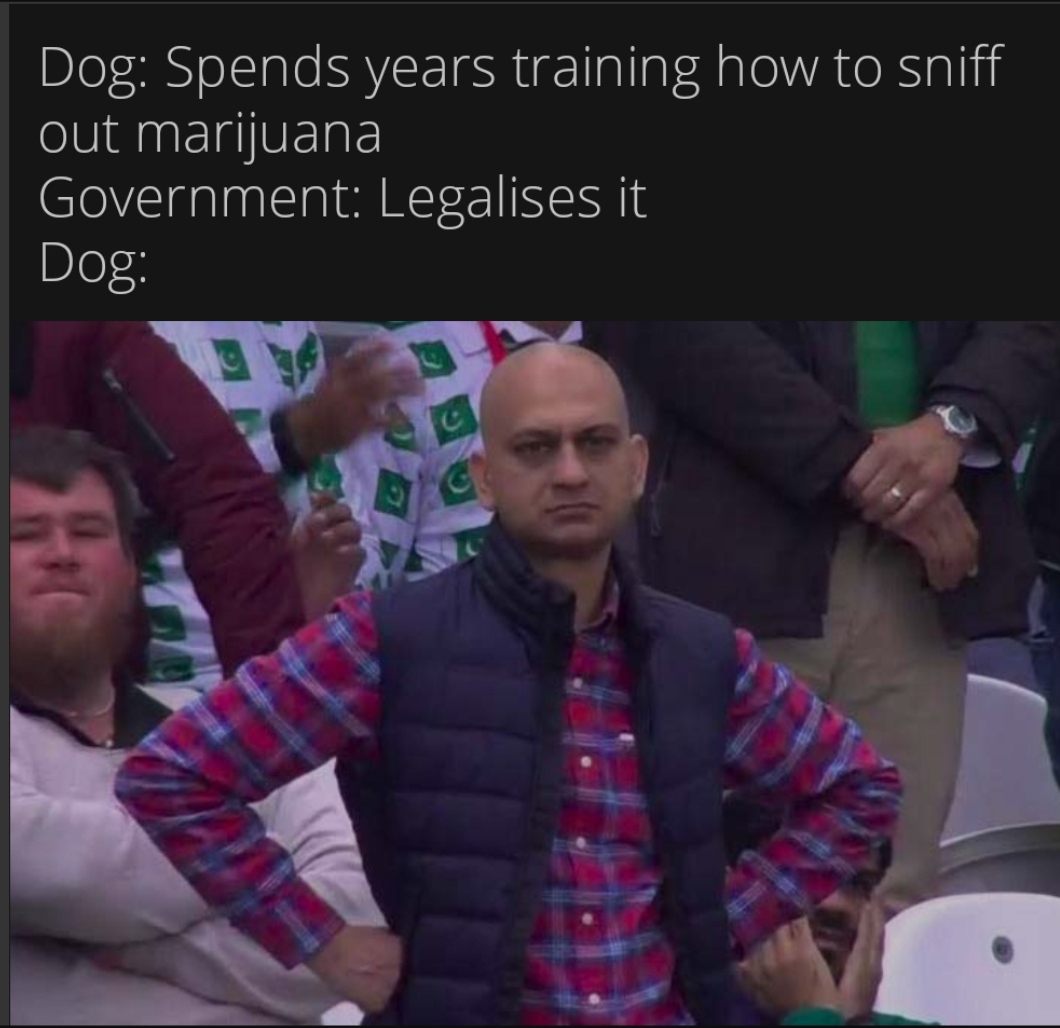 Dog: Spends years training how to sniff
out marijuana
Government: Legalises it
Dog: